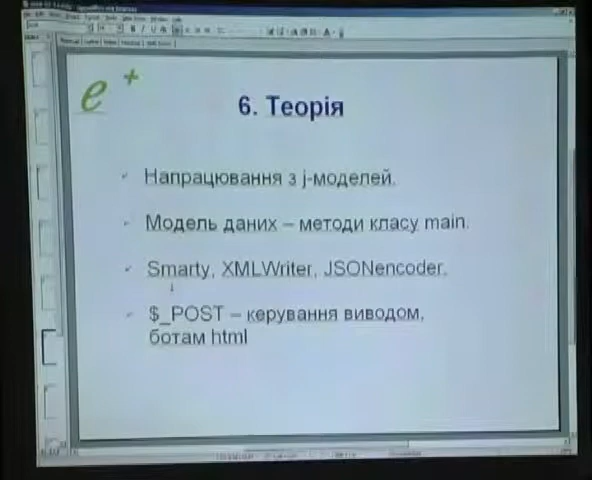 e+
6. Теорія
Напрацювання з j-моделей.
Модель даних – методи класу main.
Smarty, XMLWriter, JSONencoder.
$_POST – керування виводом,
ботам html